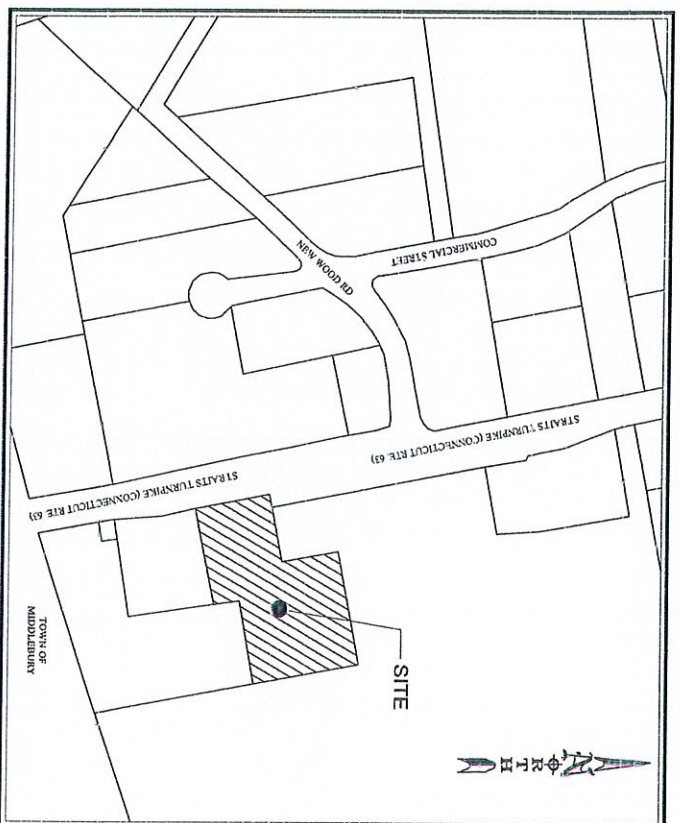 COMMERCIAL STREET
NEW WOOD RD
STRAITS TURNPIKE (CONNECTICUT RTE. 63)
STRAITS TURNPIKE (CONNECTICUT RTE. 63)
SITE
TOWN OF
MIDDLEBURY
NORTH